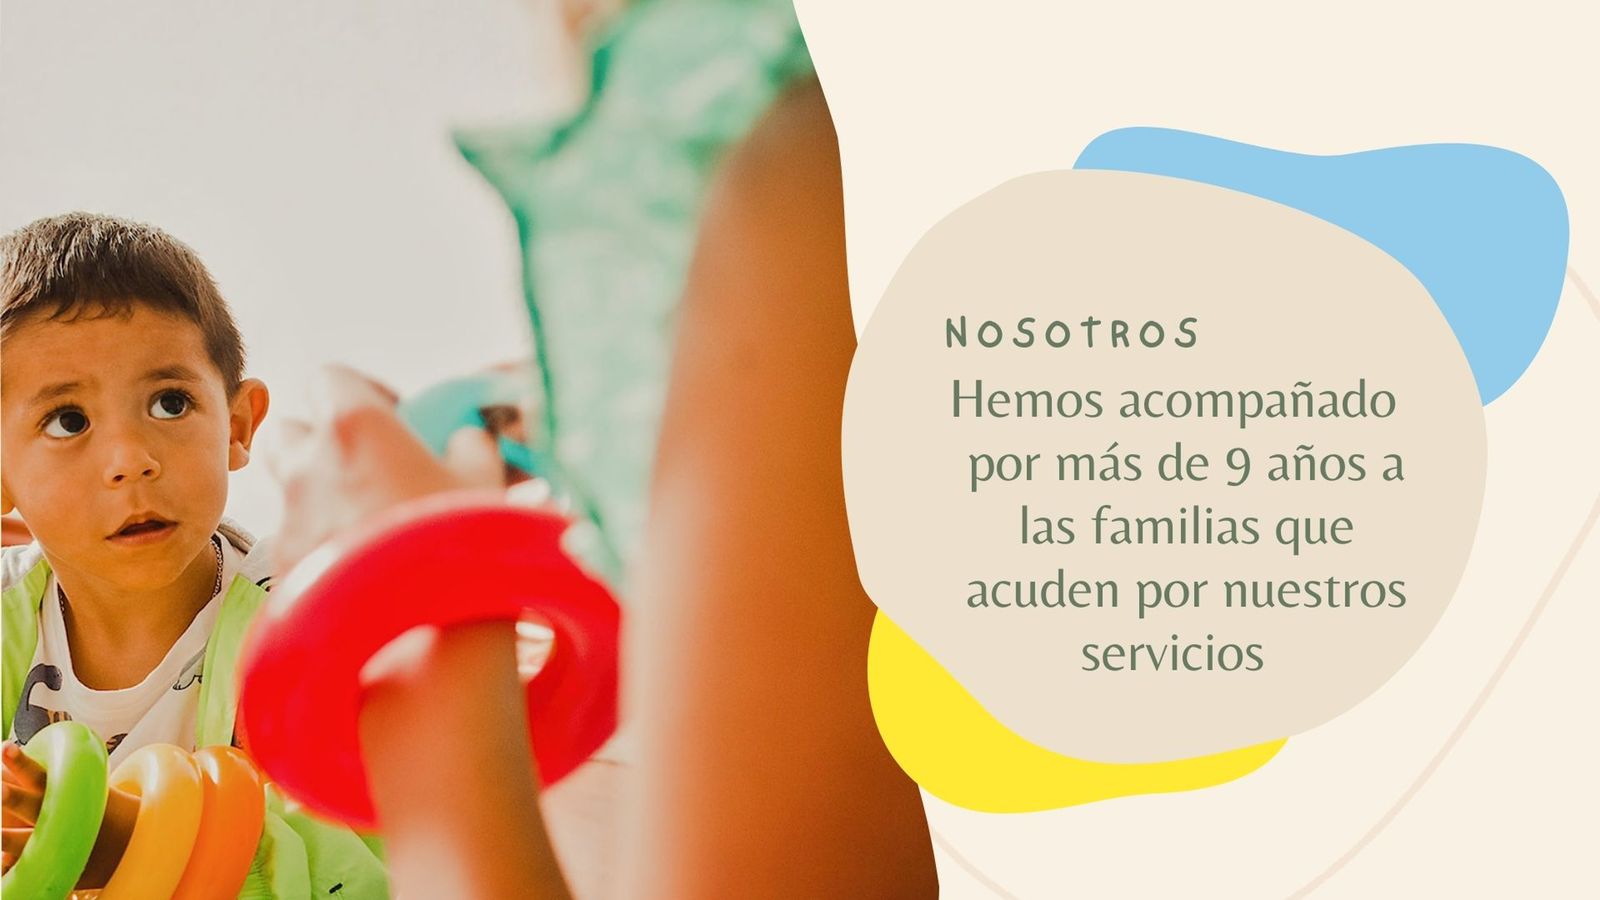 NOSOTROS
Hemos acompañado
por más de 9 años a
las familias que
acuden por nuestros
servicios